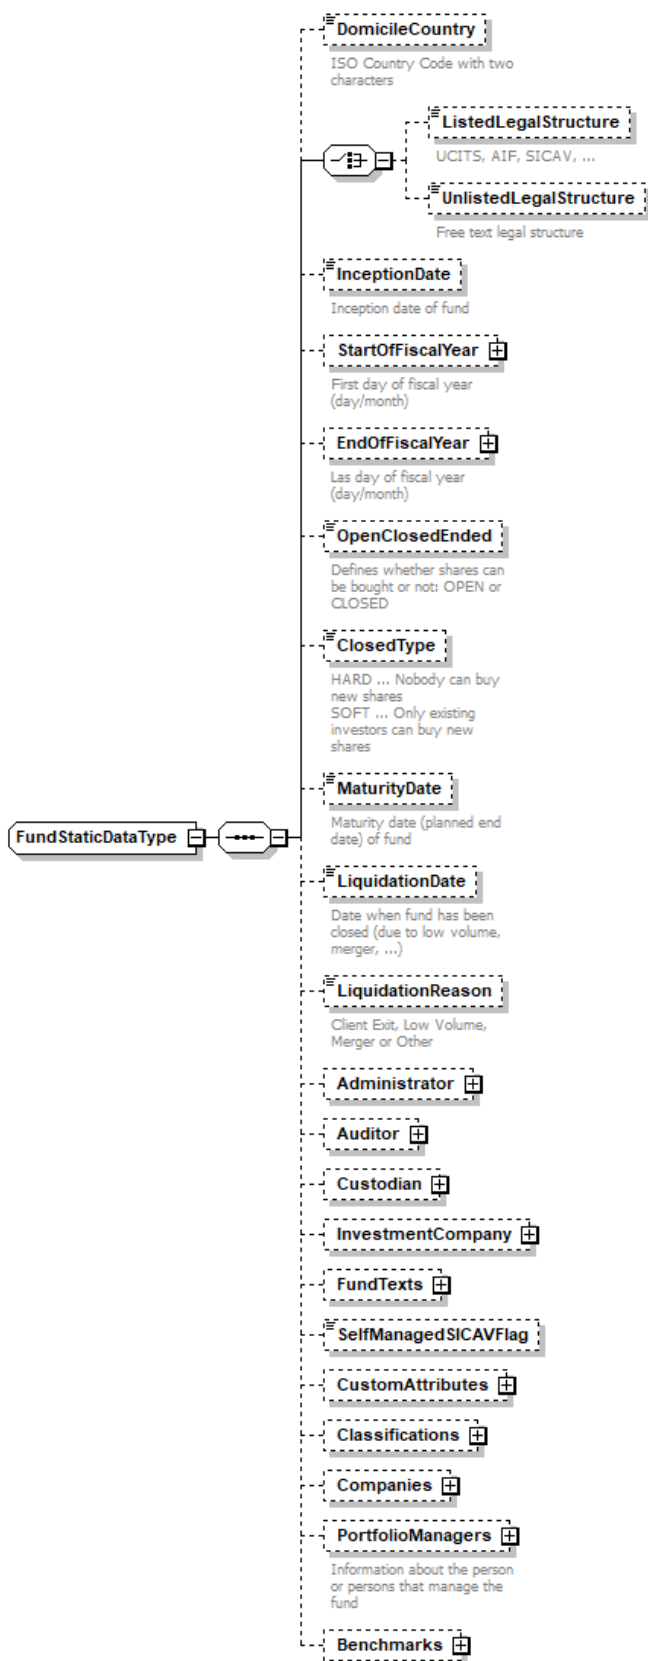 DomicileCountry
ISO Country Code with two
characters
ListedLegalStructure
UCITS, AIF, SICAV, ...
UnlistedLegalStructure
Free text legal structure
InceptionDate
Inception date of fund
StartOfFiscalYear
First day of fiscal year
(day/month)
EndOfFiscalYear
Las day of fiscal year
(day/month)
OpenClosedEnded
Defines whether shares can
be bought or not: OPEN or
CLOSED
ClosedType
HARD ... Nobody can buy
new shares
SOFT ... Only existing
investors can buy new
shares
MaturityDate
Maturity date (planned end
date) of fund
FundStaticDataType
LiquidationDate
Date when fund has been
closed (due to low volume,
merger, ...)
LiquidationReason
Client Exit, Low Volume,
Merger or Other
Administrator
Auditor
Custodian
InvestmentCompany
FundTexts
SelfManagedSICAVFlag
CustomAttributes
Classifications
Companies
PortfolioManagers
Information about the person
or persons that manage the
fund
Benchmarks